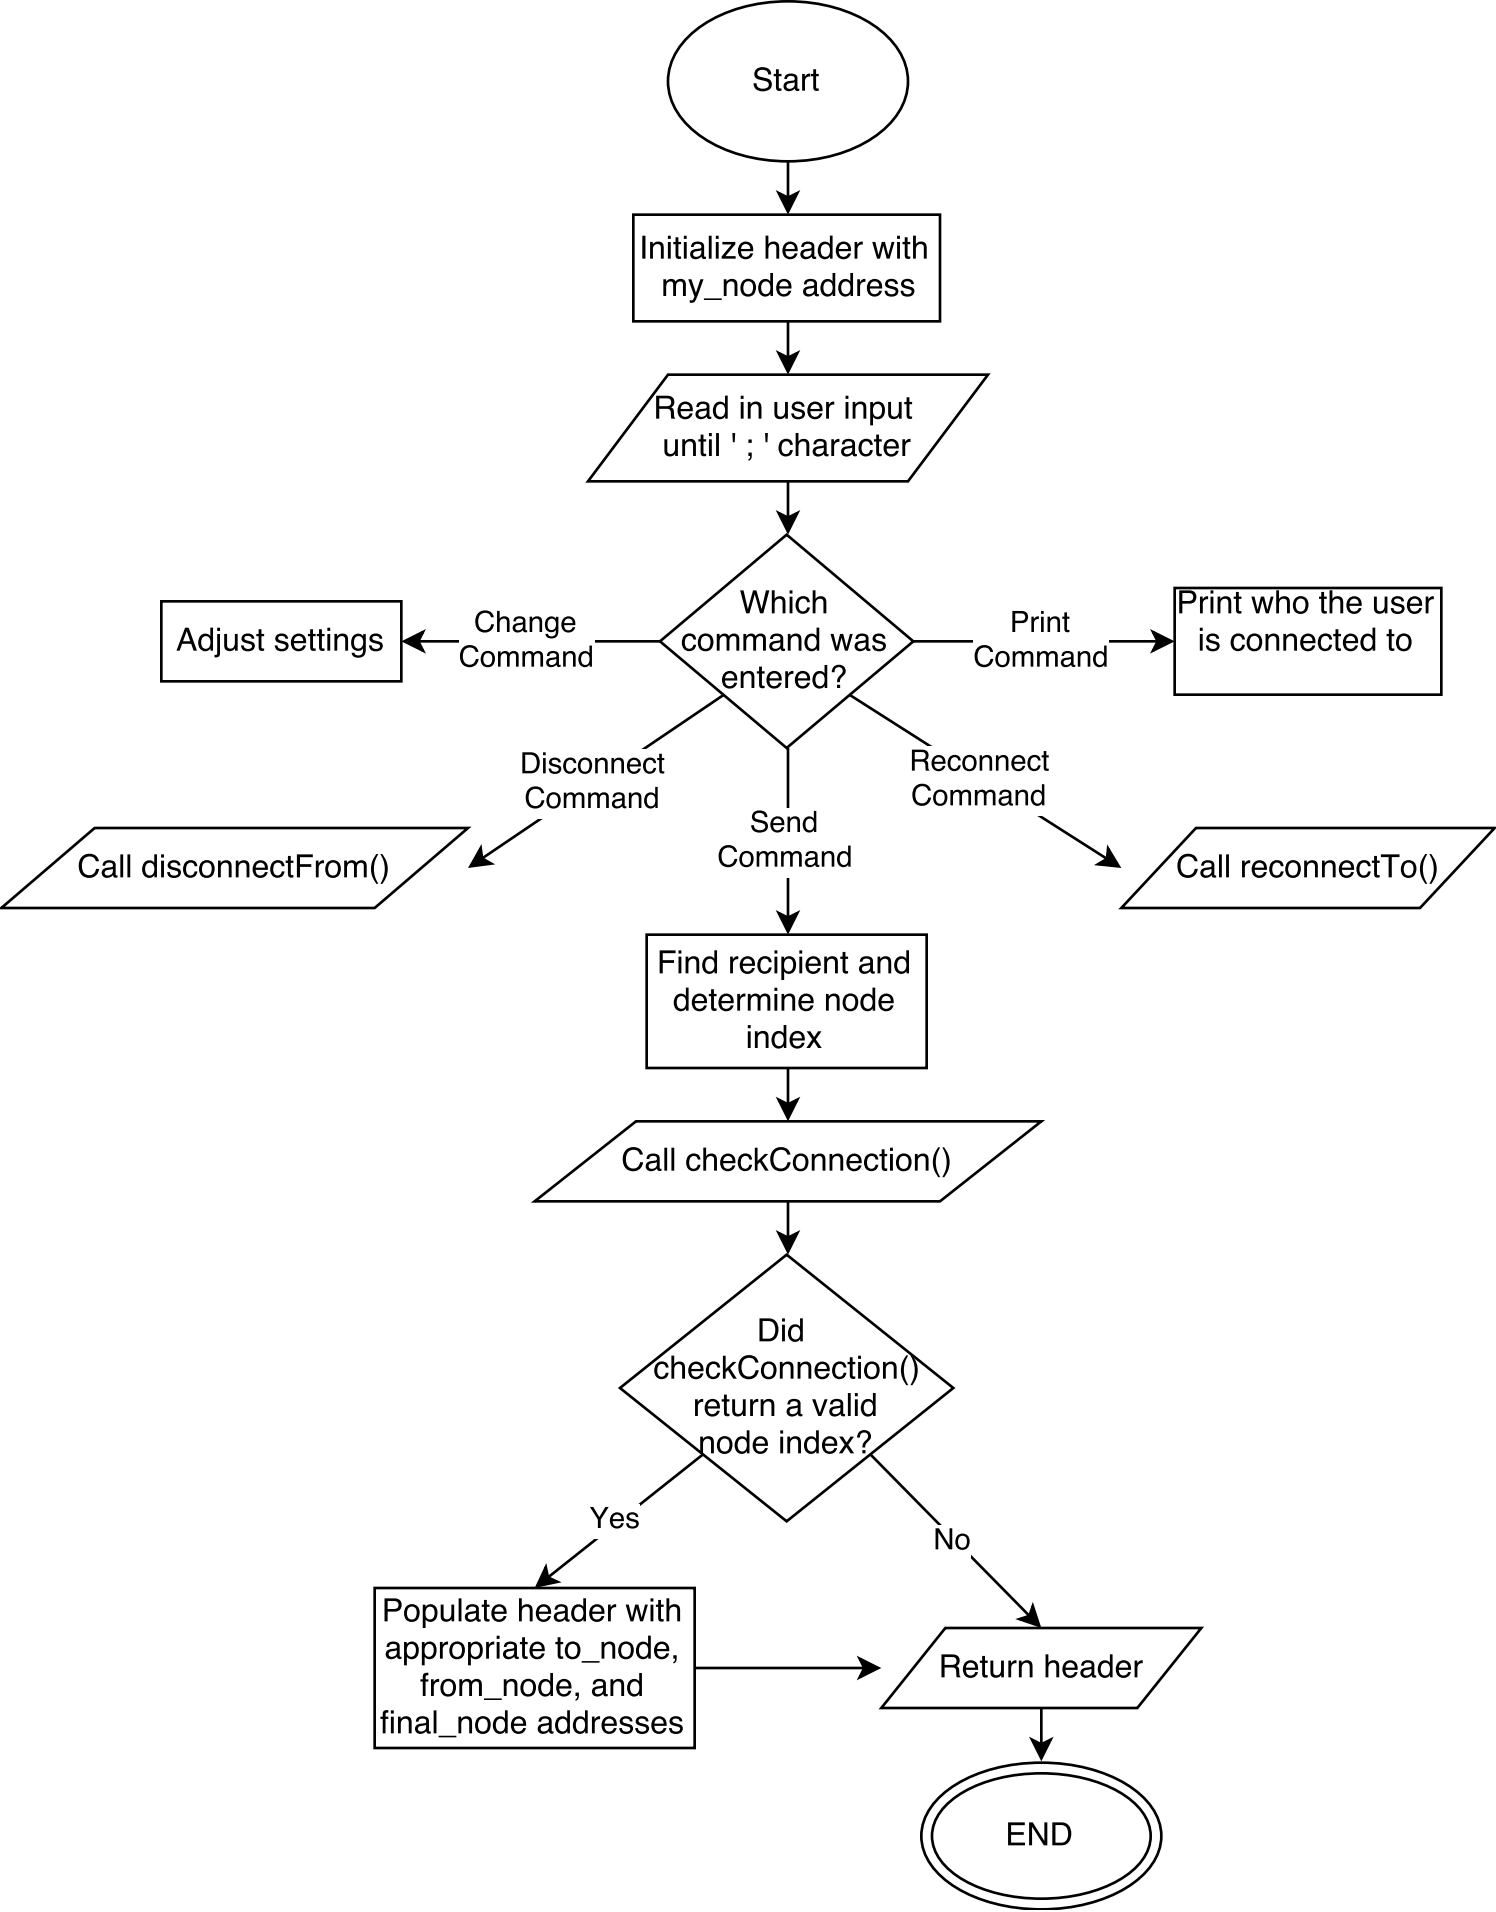 Start
Initialize header with
my_node address
Read in user input
until ' ; ' character
Which
command was
entered?
Change
Command
Adjust settings
Print
Command
Print who the user
is connected to
Disconnect
Command
Call disconnectFrom()
Send
Command
Reconnect
Command
Call reconnectTo()
Find recipient and
determine node
index
Call checkConnection()
Did
checkConnection()
return a valid
node index?
Yes
No
Populate header with
appropriate to_node,
from_node, and
final_node addresses
Return header
END